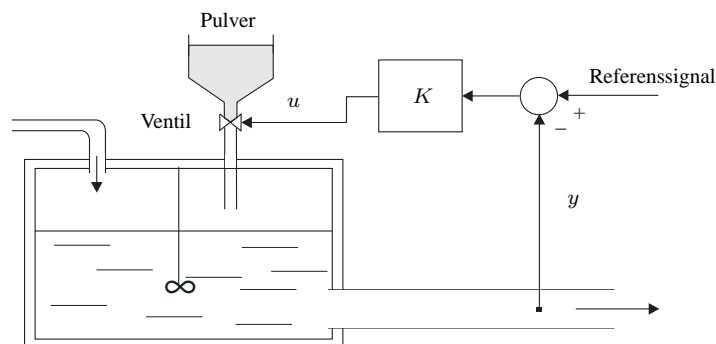 Pulver
Referenssignal
K
u
Ventil
− +
y